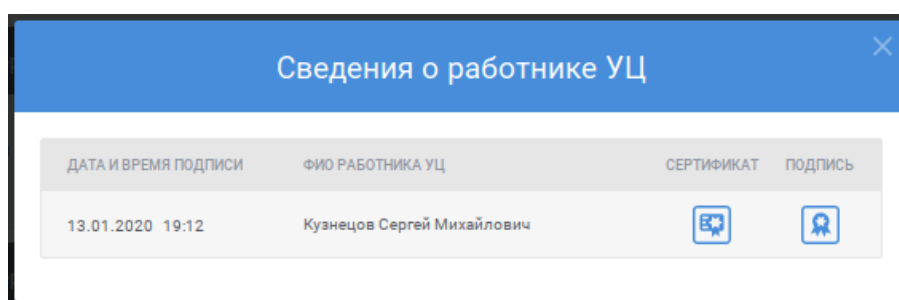 Сведения о работнике УЦ
ДАТА И ВРЕМЯ ПОДПИСИ ФИО РАБОТНИКА УЦ СЕРТИФИКАТ ПОДПИСЬ
13.01.2020 19:12 Кузнецов Сергей Михайлович